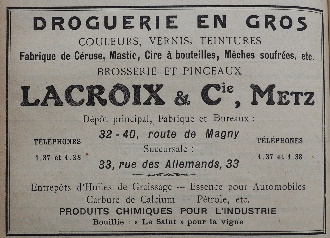 DROGUERIE EN GROS
COULEURS, VERNIS, TEINTURES
Fabrique de Céruse, Mastic, Cire à bouteilles, Mèches soufrées, etc.
BROSSERIE ET PINCEAUX
LACROIX & Cie, METZ
Dépôt principal, Fabrique et Bureaux :
TÉLÉPHONES
1.37 et 1.38
32-40, route de Magny
Succursale :
33, rue des Allemands, 33
TÉLÉPHONES
1.37 et 1.38
Entrepôts d'Huiles de Graissage — Essence pour Automobiles
Carbure de Calcium — Pétrole, etc.
PRODUITS CHIMIQUES POUR L'INDUSTRIE
Bouillie : « Le Saint » pour la vigne